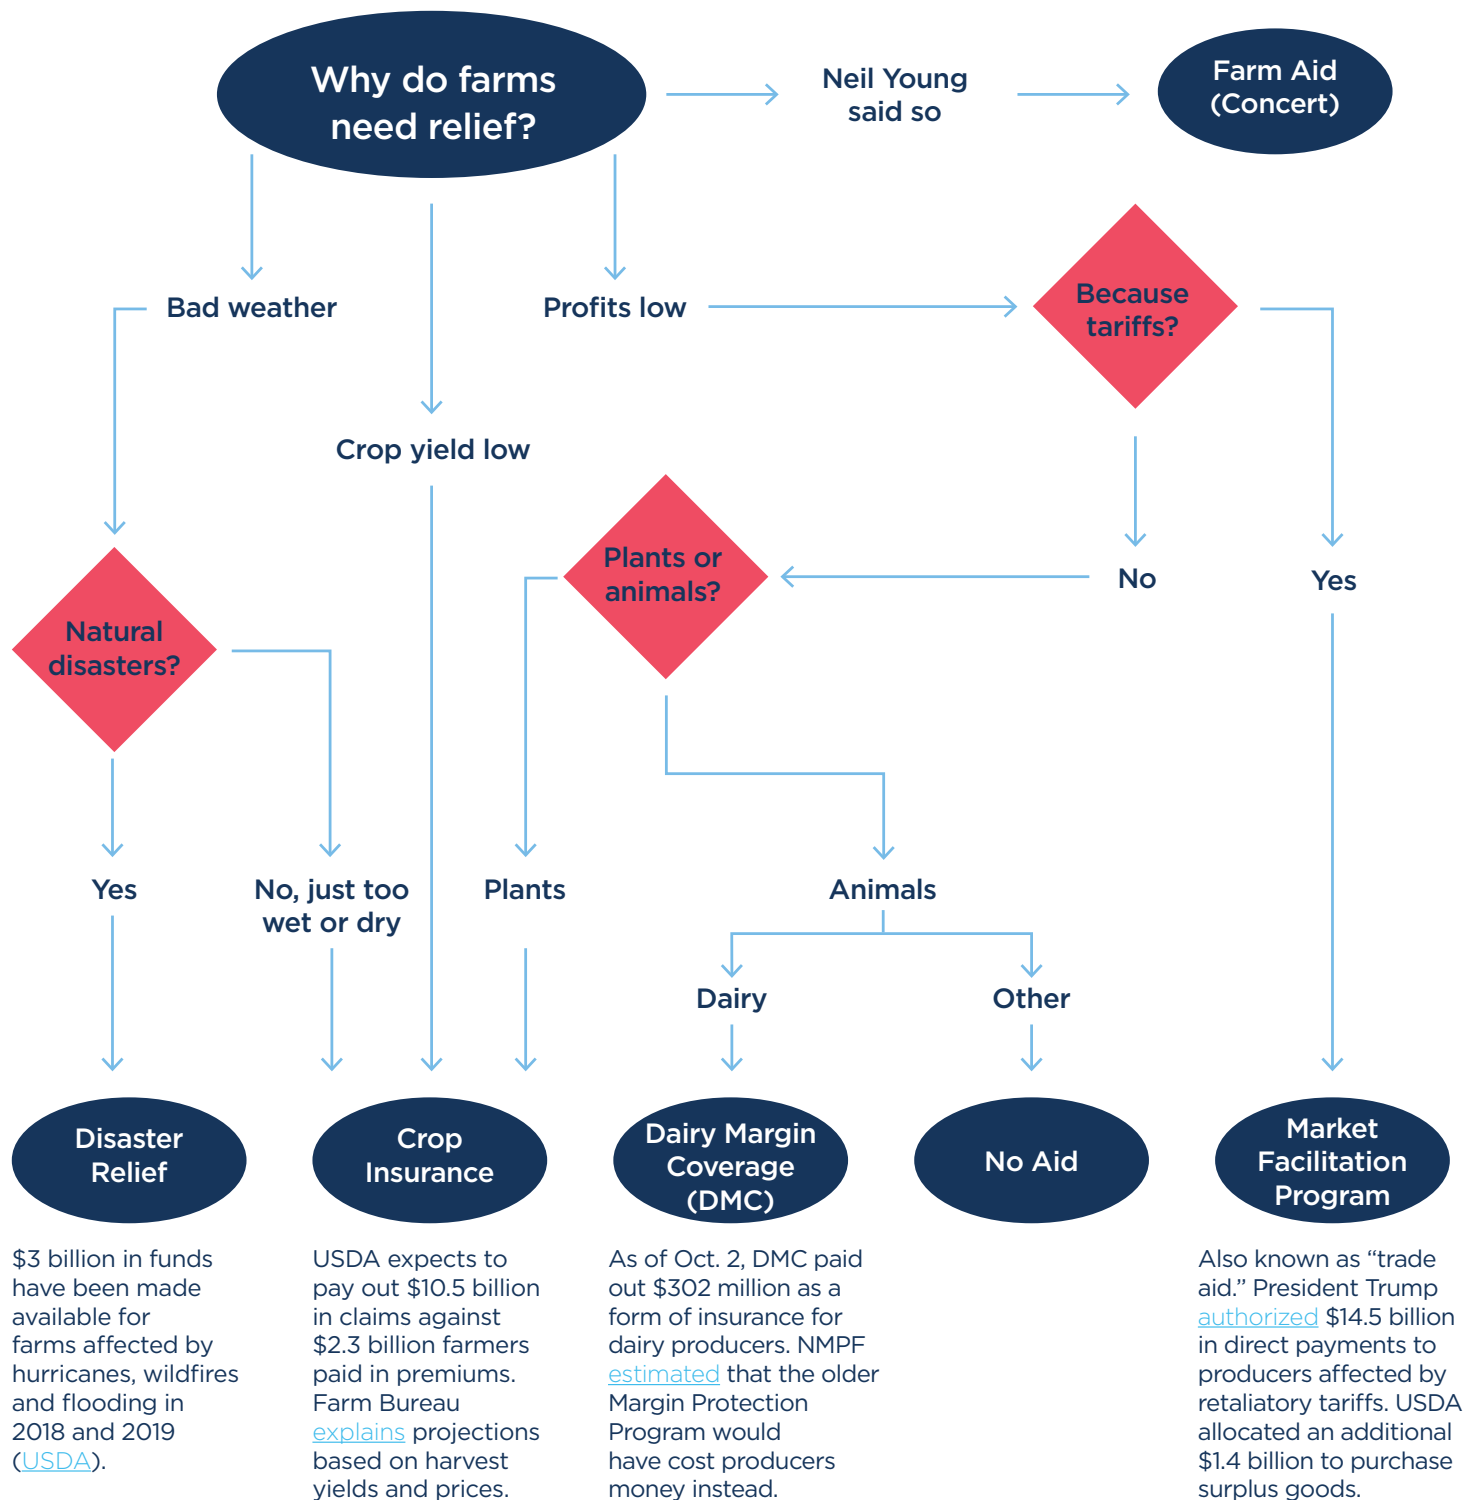 Why do farms
need relief?
Neil Young
said so
Farm Aid
(Concert)
Bad weather
Profits low
Because
tariffs?
Crop yield low
Plants or
animals?
No
Yes
Natural
disasters?
Yes
No, just too
wet or dry
Plants
Animals
Dairy
Other
Disaster
Relief
Crop
Insurance
Dairy Margin
Coverage
(DMC)
No Aid
Market
Facilitation
Program
$3 billion in funds
have been made
available for
farms affected by
hurricanes, wildfires
and flooding in
2018 and 2019
(USDA).
USDA expects to
pay out $10.5 billion
in claims against
$2.3 billion farmers
paid in premiums.
Farm Bureau
explains projections
based on harvest
yields and prices.
As of Oct. 2, DMC paid
out $302 million as a
form of insurance for
dairy producers. NMPF
estimated that the older
Margin Protection
Program would
have cost producers
money instead.
Also known as “trade
aid.” President Trump
authorized $14.5 billion
in direct payments to
producers affected by
retaliatory tariffs. USDA
allocated an additional
$1.4 billion to purchase
surplus goods.